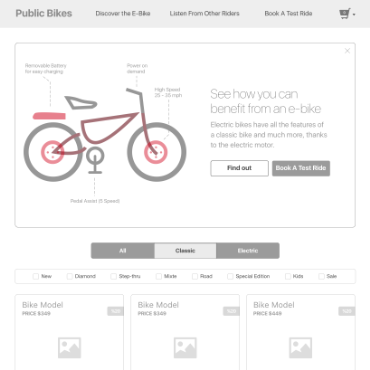 Public Bikes
Discover the E-Bike
Listen From Other Riders
Book A Test Ride
Removable Battery
for easy charging
Power on
demand
High Speed
25 - 35 mph
Pedal Assist (5 Speed)
See how you can
benefit from an e-bike
Electric bikes have all the features of
a classic bike and much more, thanks
to the electric motor.
Find out
Book A Test Ride
All
Classic
Electric
New
Diamond
Step-thru
Mixte
Road
Special Edition
Kids
Sale
Bike Model
PRICE $349
Bike Model
PRICE $349
Bike Model
PRICE $449